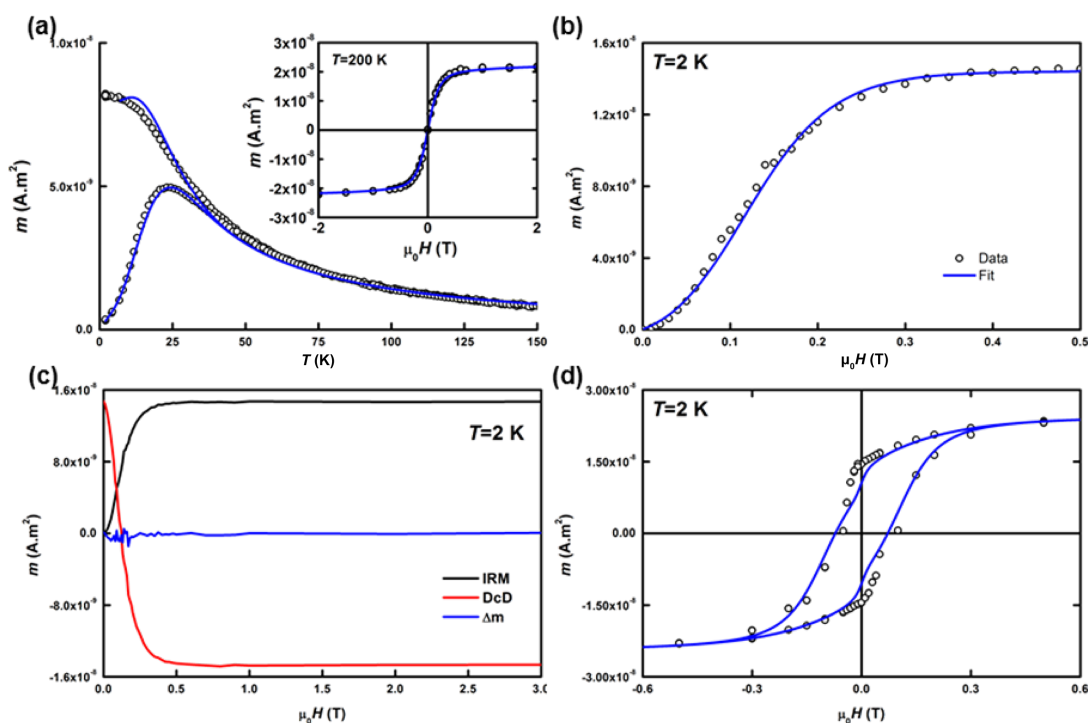 (a)
1.0x10⁻⁸
5.0x10⁻⁹
0.0
m (A.m²)
0 25 50 75 100 125 150
T (K)
T=200 K
3x10⁻⁸
2x10⁻⁸
1x10⁻⁸
0
-1x10⁻⁸
-2x10⁻⁸
-3x10⁻⁸
m (A.m²)
-2 0 2
μ₀H (T)
(b)
T=2 K
1.6x10⁻⁸
1.2x10⁻⁸
8.0x10⁻⁹
4.0x10⁻⁹
0.0
m (A.m²)
Data
Fit
0.0 0.1 0.2 0.3 0.4 0.5
μ₀H (T)
(c)
1.6x10⁻⁸
8.0x10⁻⁹
0.0
-8.0x10⁻⁹
-1.6x10⁻⁸
m (A.m²)
T=2 K
IRM
DcD
Δm
0.0 0.5 1.0 1.5 2.0 2.5 3.0
μ₀H (T)
(d)
3.00x10⁻⁸
1.50x10⁻⁸
0.00
-1.50x10⁻⁸
-3.00x10⁻⁸
m (A.m²)
T=2 K
-0.6 -0.3 0.0 0.3 0.6
μ₀H (T)